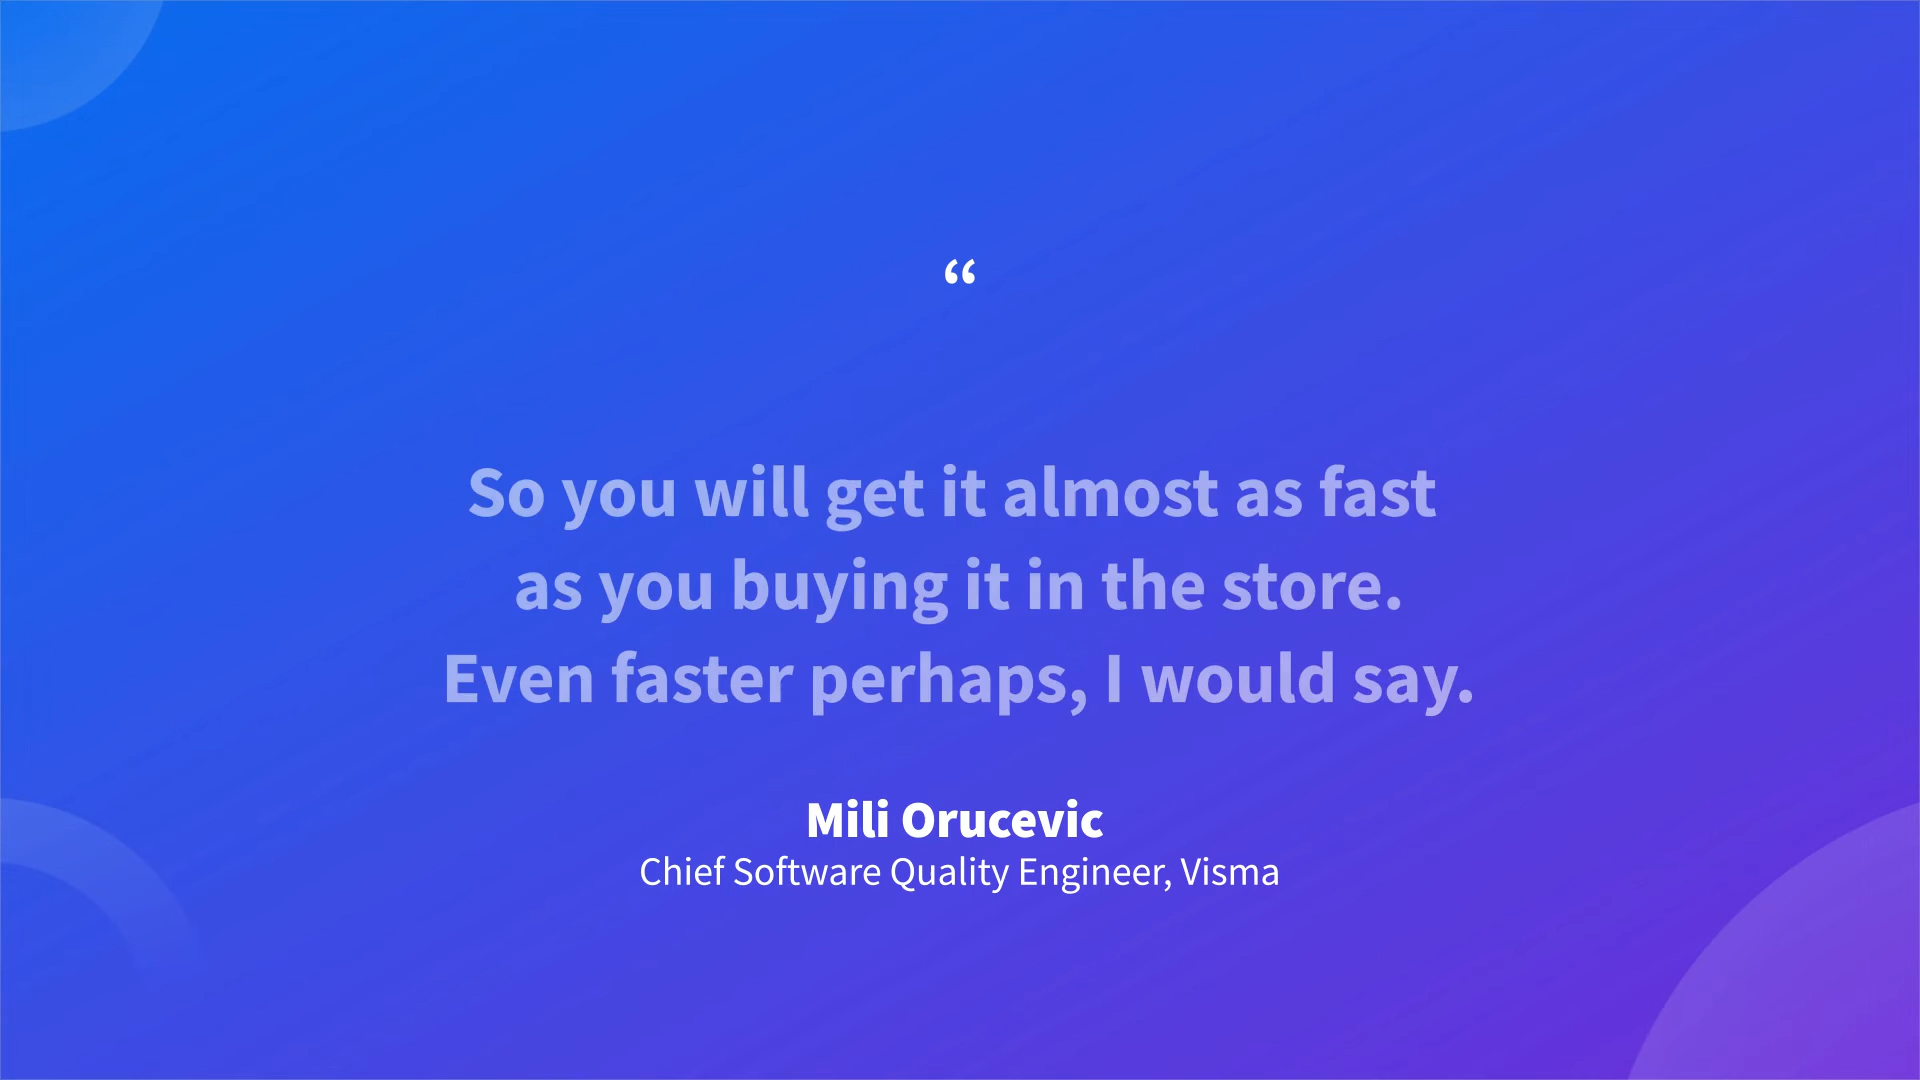 “
So you will get it almost as fast
as you buying it in the store.
Even faster perhaps, I would say.
Mili Orucevic
Chief Software Quality Engineer, Visma